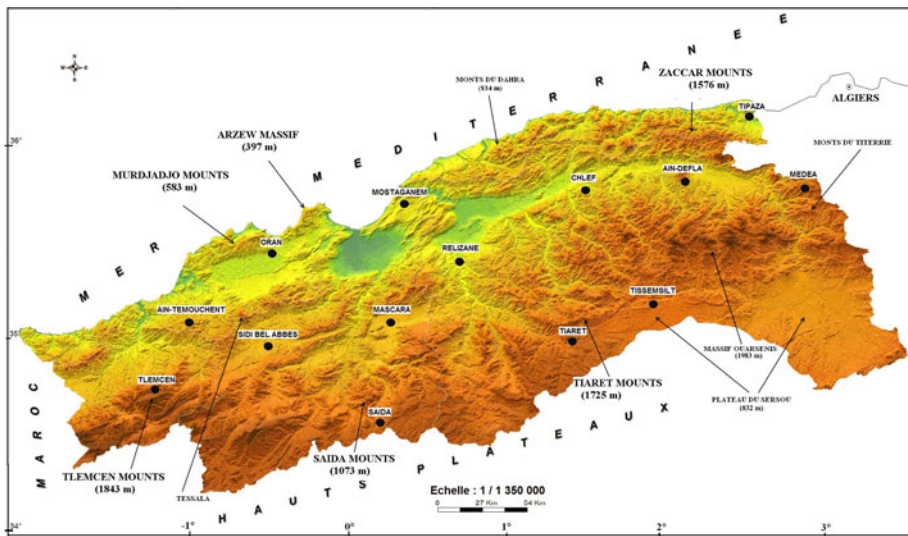 MER MEDITERRANEE
ZACCAR MOUNTS
(1576 m)
MONTS DU DAHRA
(834 m)
ALGIERS
TIPAZA
ARZEW MASSIF
(397 m)
36°
MONTS DU TITERRIE
MURDJADJO MOUNTS
(583 m)
AIN-DEFLA
CHLEF
MEDEA
MOSTAGANEM
ORAN
RELIZANE
TISSEMSILT
AIN-TEMOUCHENT
MASCARA
35°
SIDI BEL ABBES
TIARET
MASSIF OUARSENIS
(1983 m)
TLEMCEN
TIARET MOUNTS
(1725 m)
PLATEAU DU SERSOU
(832 m)
MAROC
SAIDA
SAIDA MOUNTS
(1073 m)
TLEMCEN MOUNTS
(1843 m)
TESSALA
HAUTS PLATEAUX
Echelle : 1 / 1 350 000
0 27 Km 54 Km
34°
-1° 0° 1° 2° 3°